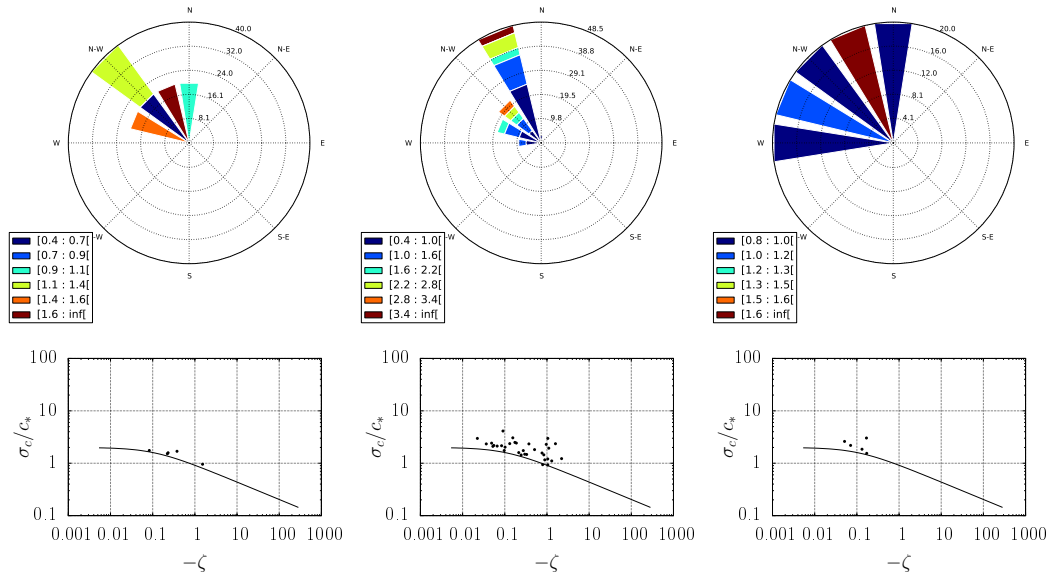 N
40.0
32.0
24.0
16.1
8.1
N-W
N-E
W
E
-W
S-E
S
[0.4 : 0.7[
[0.7 : 0.9[
[0.9 : 1.1[
[1.1 : 1.4[
[1.4 : 1.6[
[1.6 : inf[
N
48.5
38.8
29.1
19.5
9.8
N-W
N-E
W
E
-W
S-E
S
[0.4 : 1.0[
[1.0 : 1.6[
[1.6 : 2.2[
[2.2 : 2.8[
[2.8 : 3.4[
[3.4 : inf[
N
20.0
16.0
12.0
8.1
4.1
N-W
N-E
W
E
-W
S-E
S
[0.8 : 1.0[
[1.0 : 1.2[
[1.2 : 1.3[
[1.3 : 1.5[
[1.5 : 1.6[
[1.6 : inf[
100
10
1
0.1
σc/c*
0.001 0.01 0.1 1 10 100 1000
−ζ
100
10
1
0.1
σc/c*
0.001 0.01 0.1 1 10 100 1000
−ζ
100
10
1
0.1
σc/c*
0.001 0.01 0.1 1 10 100 1000
−ζ